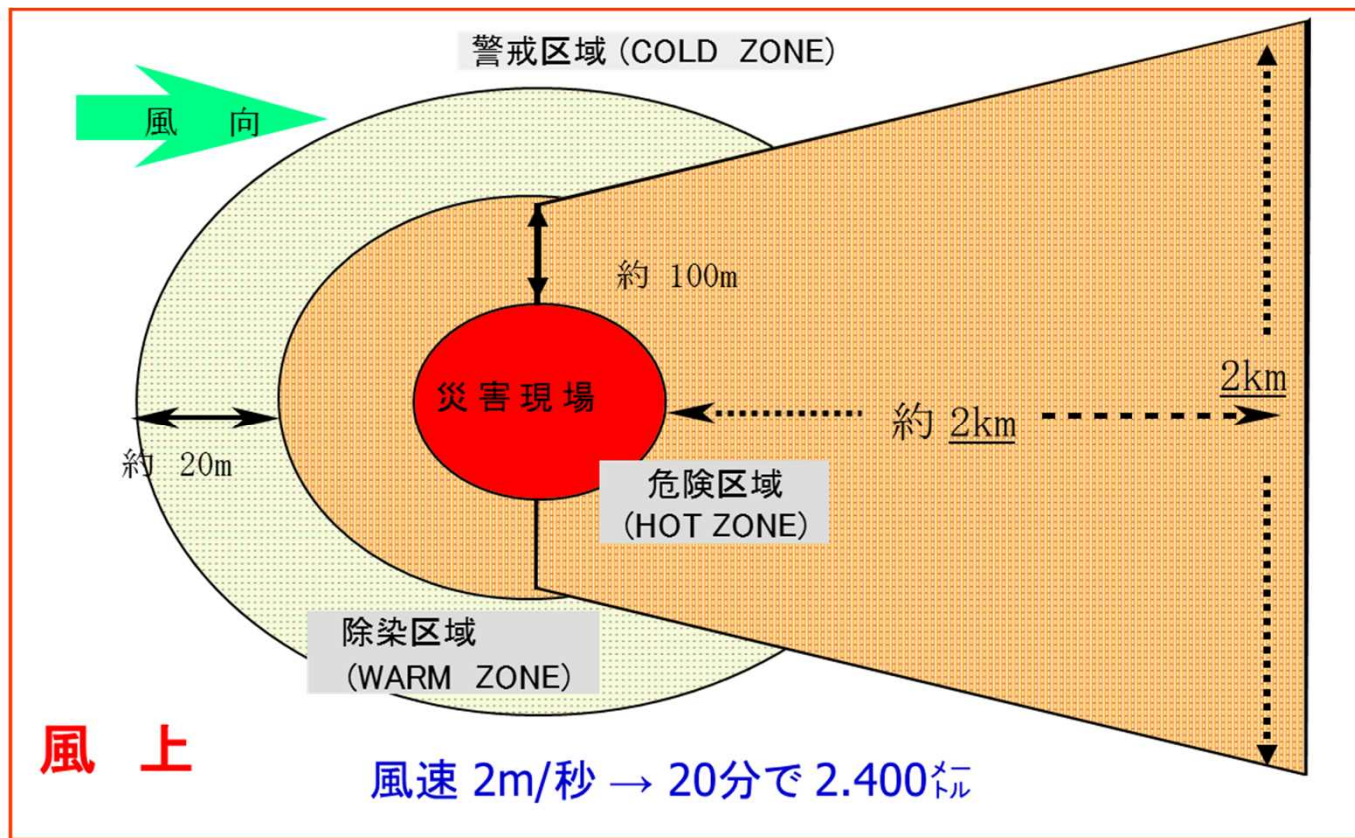 警戒区域 (COLD ZONE)
風 向
約 100m
災害現場
2km
約 2km
約 20m
危険区域
(HOT ZONE)
除染区域
(WARM ZONE)
風 上
風速 2m/秒 → 20分で 2.400メートル